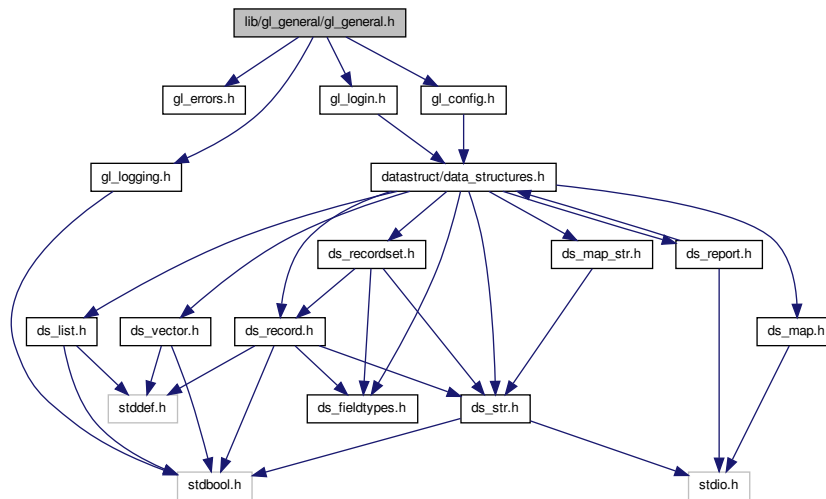 lib/gl_general/gl_general.h
gl_errors.h
gl_login.h
gl_config.h
gl_logging.h
datastruct/data_structures.h
ds_recordset.h
ds_map_str.h
ds_report.h
ds_list.h
ds_vector.h
ds_record.h
ds_map.h
stddef.h
ds_fieldtypes.h
ds_str.h
stdbool.h
stdio.h